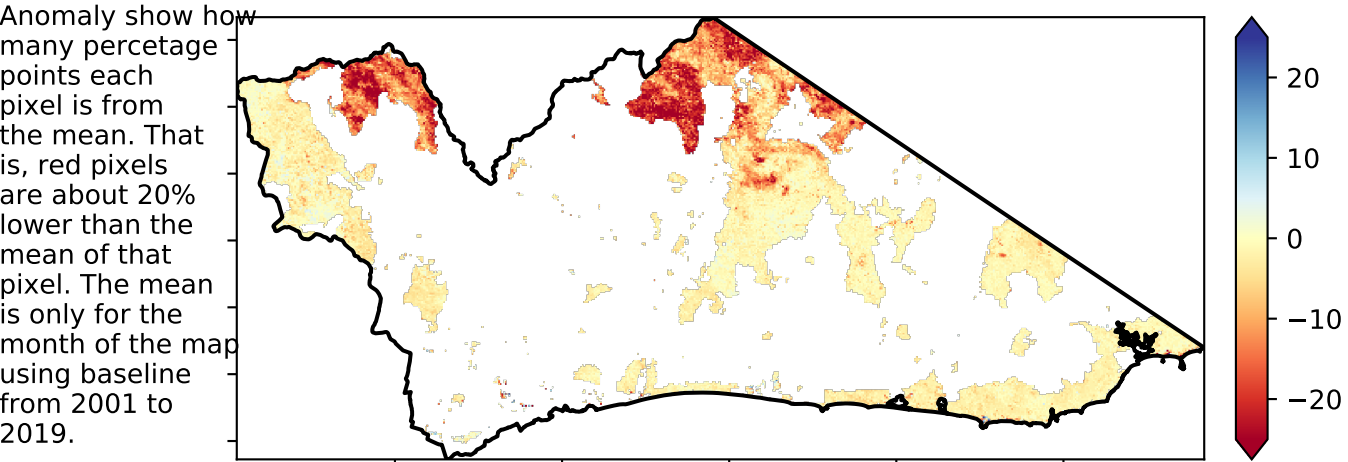 Anomaly show how
many percetage
points each
pixel is from
the mean. That
is, red pixels
are about 20%
lower than the
mean of that
pixel. The mean
is only for the
month of the map
using baseline
from 2001 to
2019.
20
10
0
−10
−20